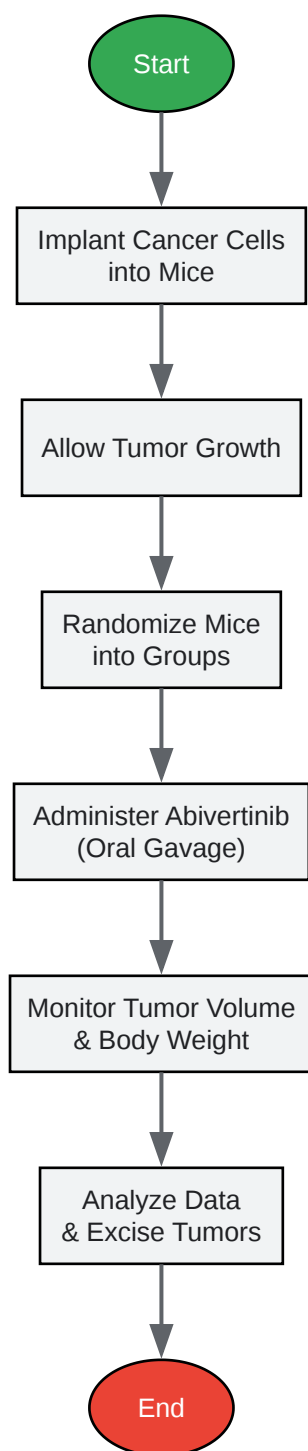 Start
Implant Cancer Cells
into Mice
Allow Tumor Growth
Randomize Mice
into Groups
Administer Abivertinib
(Oral Gavage)
Monitor Tumor Volume
& Body Weight
Analyze Data
& Excise Tumors
End